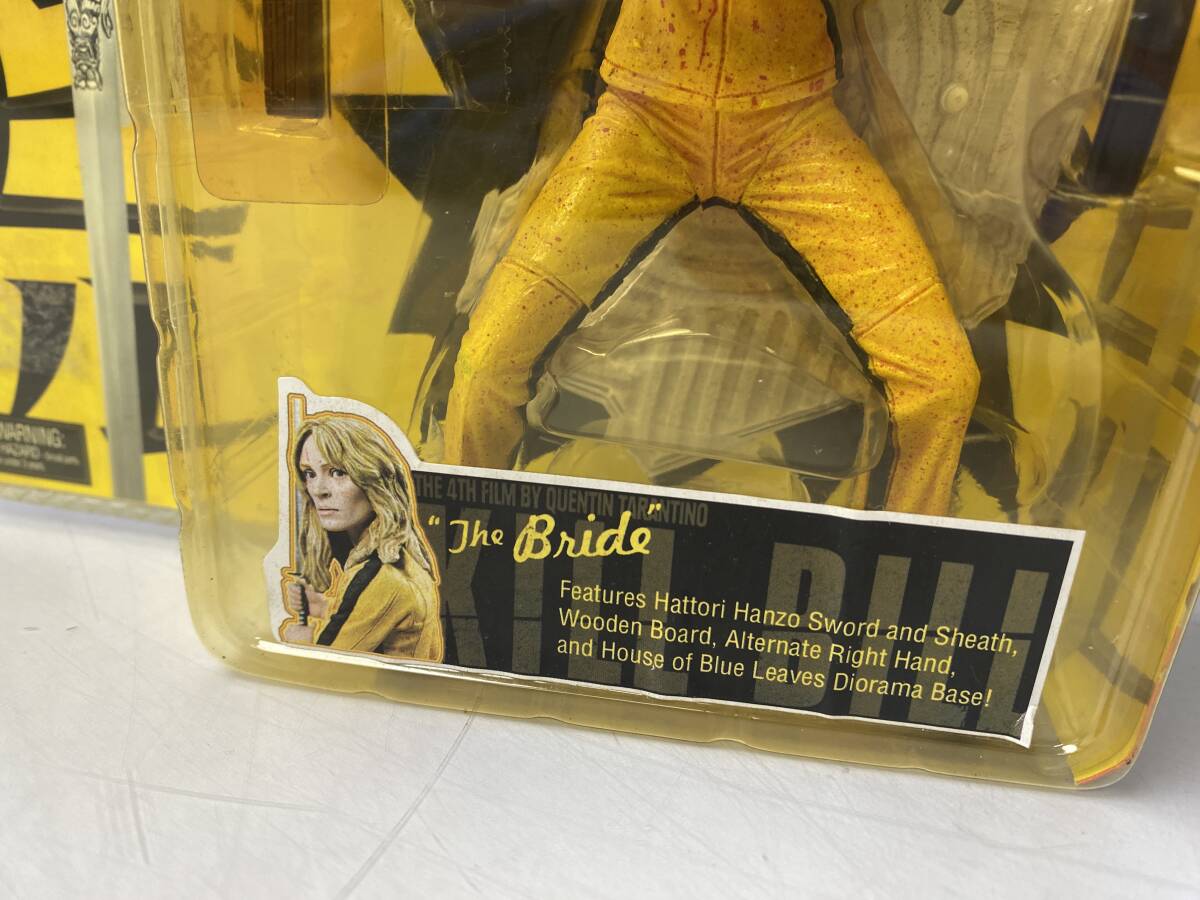 THE 4TH FILM BY QUENTIN TARANTINO
KILL BILL
"The Bride"
Features Hattori Hanzo Sword and Sheath,
Wooden Board, Alternate Right Hand,
and House of Blue Leaves Diorama Base!
WARNING:
HAZARD